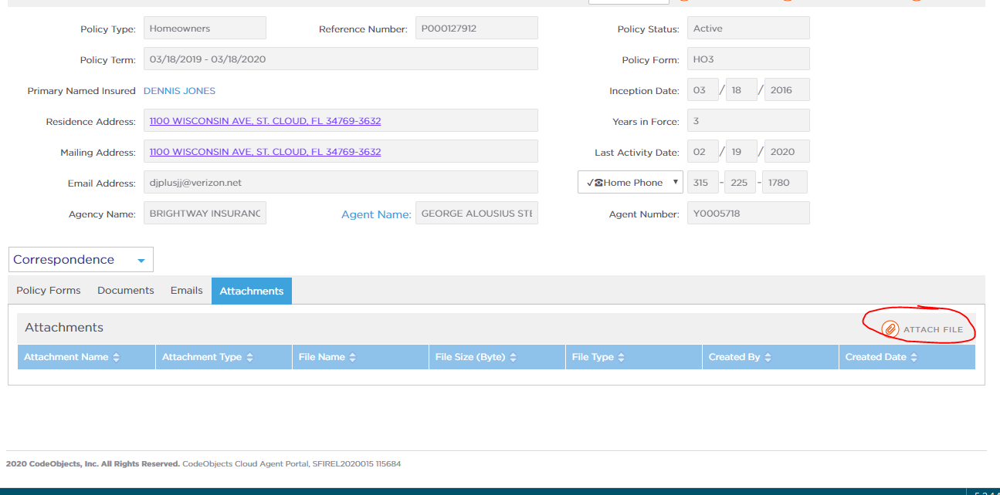 Policy Type: Homeowners Reference Number: P000127912 Policy Status: Active
Policy Term: 03/18/2019 - 03/18/2020 Policy Form: HO3
Primary Named Insured DENNIS JONES Inception Date: 03 / 18 / 2016
Residence Address: 1100 WISCONSIN AVE, ST. CLOUD, FL 34769-3632 Years in Force: 3
Mailing Address: 1100 WISCONSIN AVE, ST. CLOUD, FL 34769-3632 Last Activity Date: 02 / 19 / 2020
Email Address: djplusjj@verizon.net ✓☎Home Phone ▼ 315 - 225 - 1780
Agency Name: BRIGHTWAY INSURANC Agent Name: GEORGE ALOUSIUS STE Agent Number: Y0005718
Correspondence
Policy Forms Documents Emails Attachments
Attachments ATTACH FILE
Attachment Name Attachment Type File Name File Size (Byte) File Type Created By Created Date
2020 CodeObjects, Inc. All Rights Reserved. CodeObjects Cloud Agent Portal, SFIREL2020015 115684